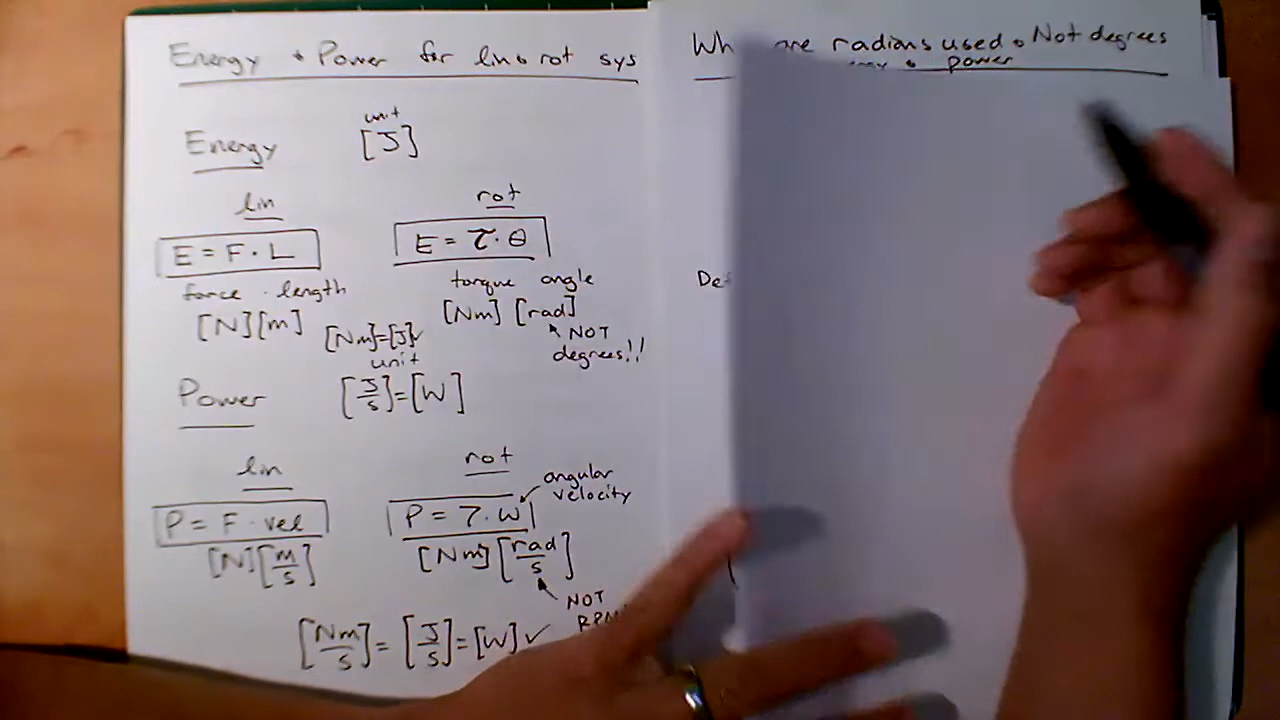 Energy + Power for lin & rot sys
Energy
unit
[J]
lin
E = F · L
force · length
[N][m]
rot
E = τ · θ
torque angle
[Nm] [rad]
NOT
degrees!!
[Nm]=[J]✓
Power
unit
[J/s]=[W]
lin
P = F · vel
[N][m/s]
rot
angular
velocity
P = τ · ω
[Nm][rad/s]
NOT
[Nm/s]=[J/s]=[W]✓
radians used & Not degrees
power